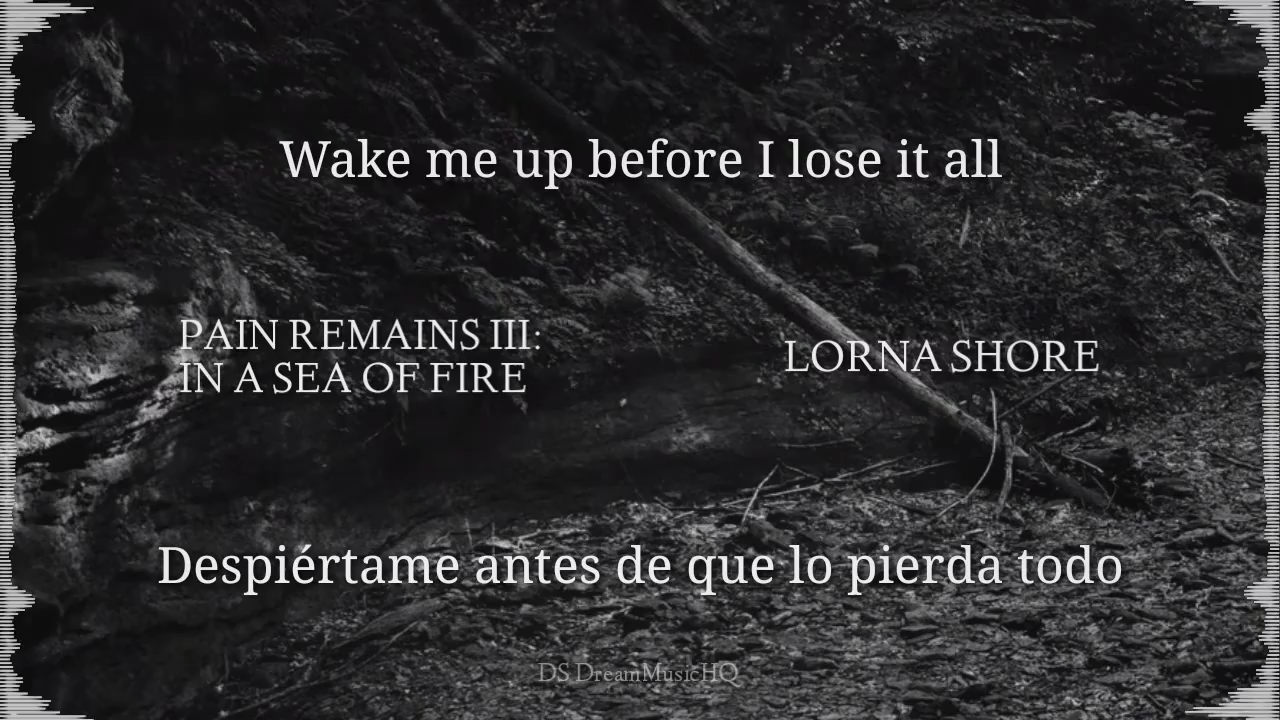 Wake me up before I lose it all
PAIN REMAINS III:
IN A SEA OF FIRE
LORNA SHORE
Despiértame antes de que lo pierda todo
DS DreamMusicHQ